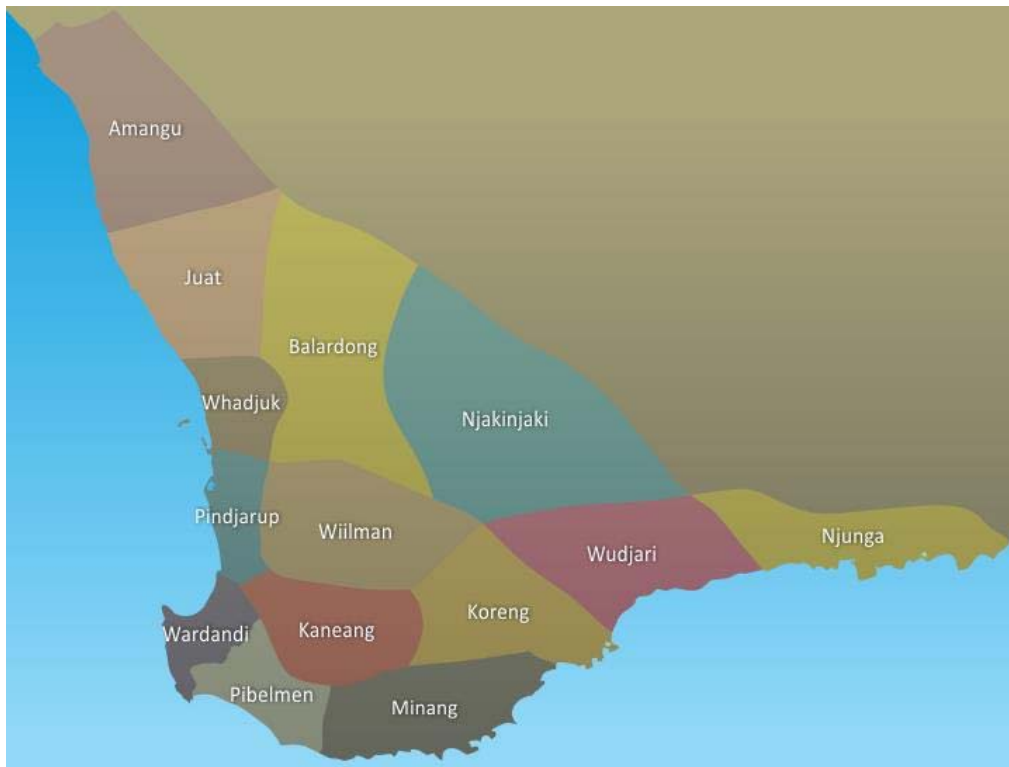 Amangu
Juat
Balardong
Whadjuk
Njakinjaki
Pindjarup
Wiilman
Wudjari
Njunga
Wardandi
Kaneang
Koreng
Pibelmen
Minang